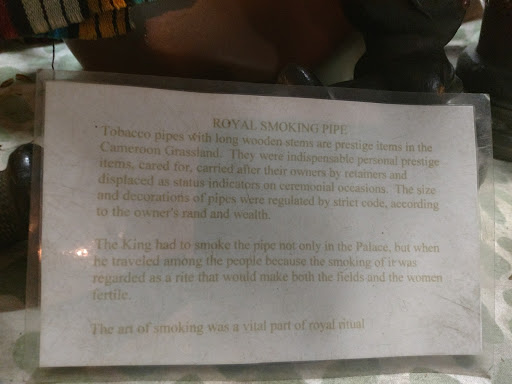 ROYAL SMOKING PIPE
Tobacco pipes with long wooden stems are prestige items in the
Cameroon Grassland. They were indispensable personal prestige
items, cared for, carried after their owners by retainers and
displaced as status indicators on ceremonial occasions. The size
and decorations of pipes were regulated by strict code, according
to the owner's rand and wealth.
The King had to smoke the pipe not only in the Palace, but when
he traveled among the people because the smoking of it was
regarded as a rite that would make both the fields and the women
fertile.
The art of smoking was a vital part of royal ritual